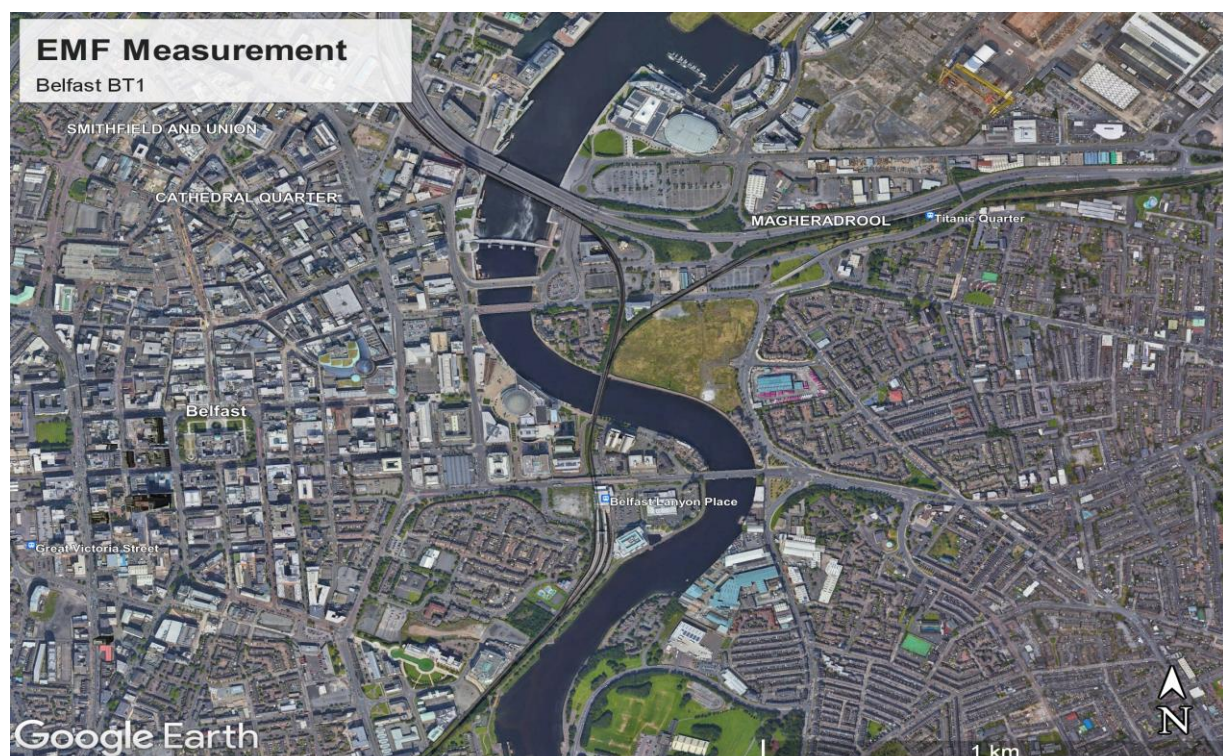 EMF Measurement
Belfast BT1
SMITHFIELD AND UNION
CATHEDRAL QUARTER
MAGHERADROOL
Titanic Quarter
Belfast
Belfast Lanyon Place
Great Victoria Street
Google Earth
N
1 km